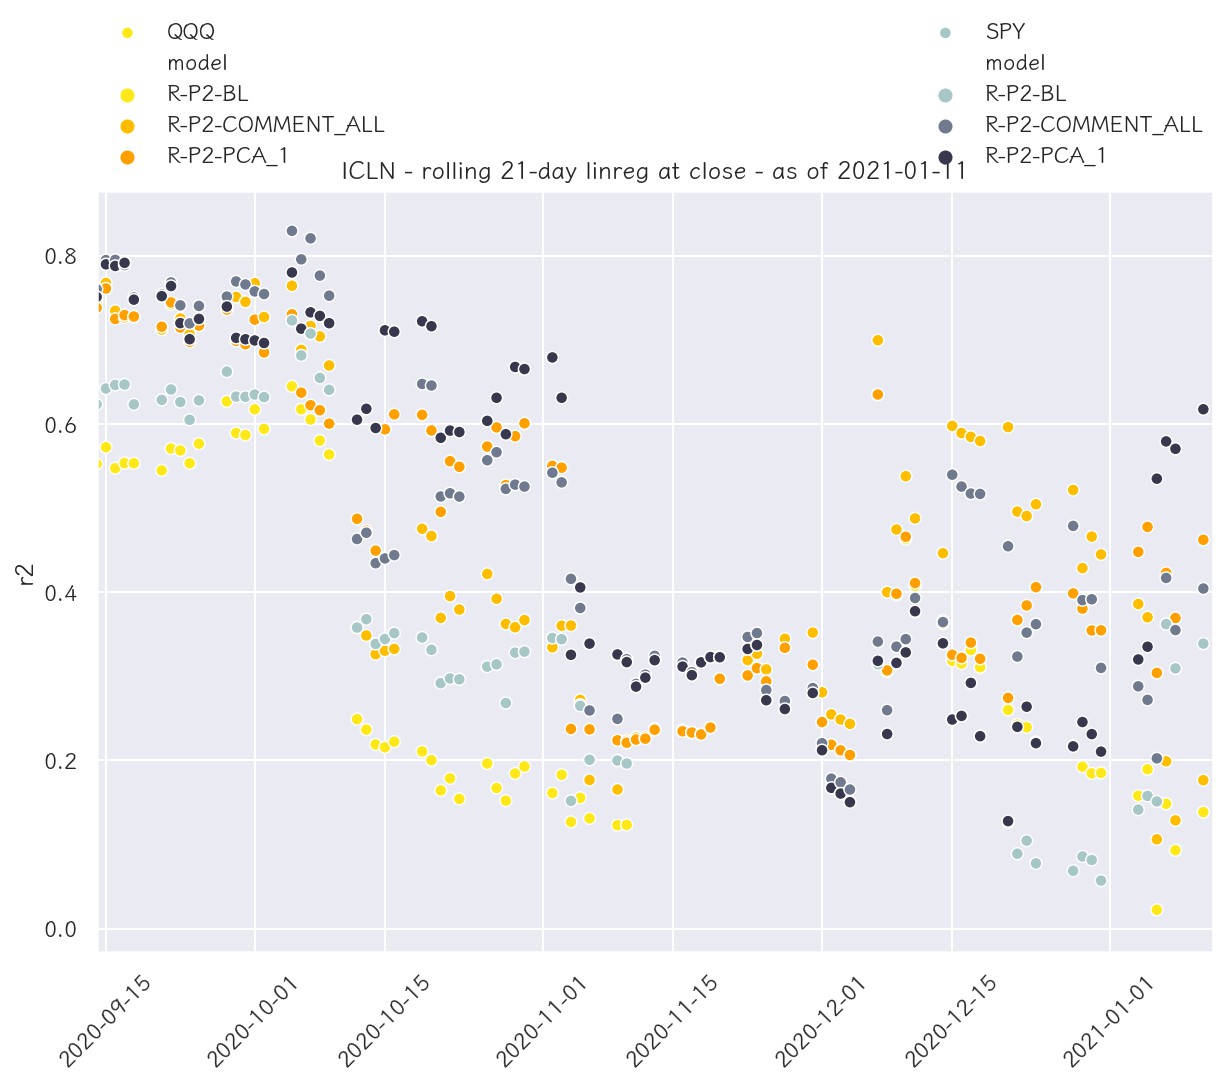 QQQ
model
R-P2-BL
R-P2-COMMENT_ALL
R-P2-PCA_1
SPY
model
R-P2-BL
R-P2-COMMENT_ALL
R-P2-PCA_1
ICLN - rolling 21-day linreg at close - as of 2021-01-11
r2
0.8
0.6
0.4
0.2
0.0
2020-09-15
2020-10-01
2020-10-15
2020-11-01
2020-11-15
2020-12-01
2020-12-15
2021-01-01